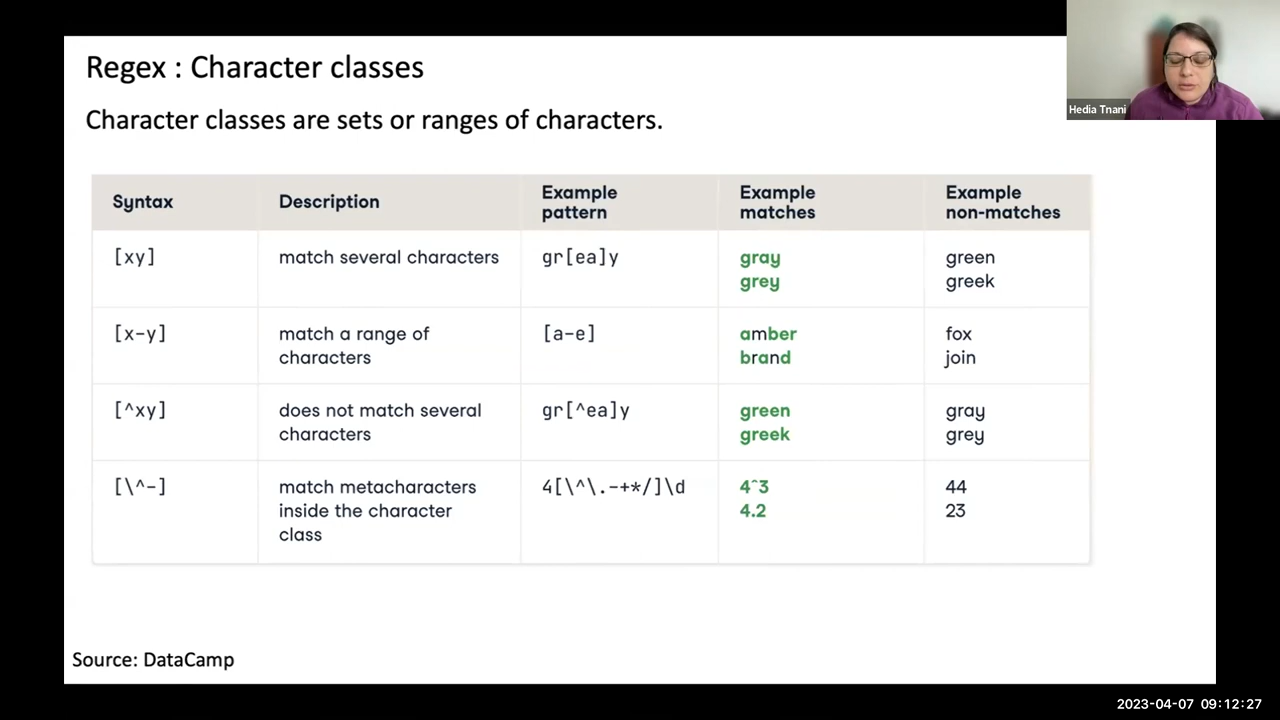 Regex : Character classes
Hedia Tnani
Character classes are sets or ranges of characters.
Syntax Description Example pattern Example matches Example non-matches
[xy] match several characters gr[ea]y gray green
grey greek
[x-y] match a range of [a-e] amber fox
characters brand join
[^xy] does not match several gr[^ea]y green gray
characters greek grey
[\^-] match metacharacters 4[\^\.-+*/]\d 4^3 44
inside the character 4.2 23
class
Source: DataCamp
2023-04-07 09:12:27